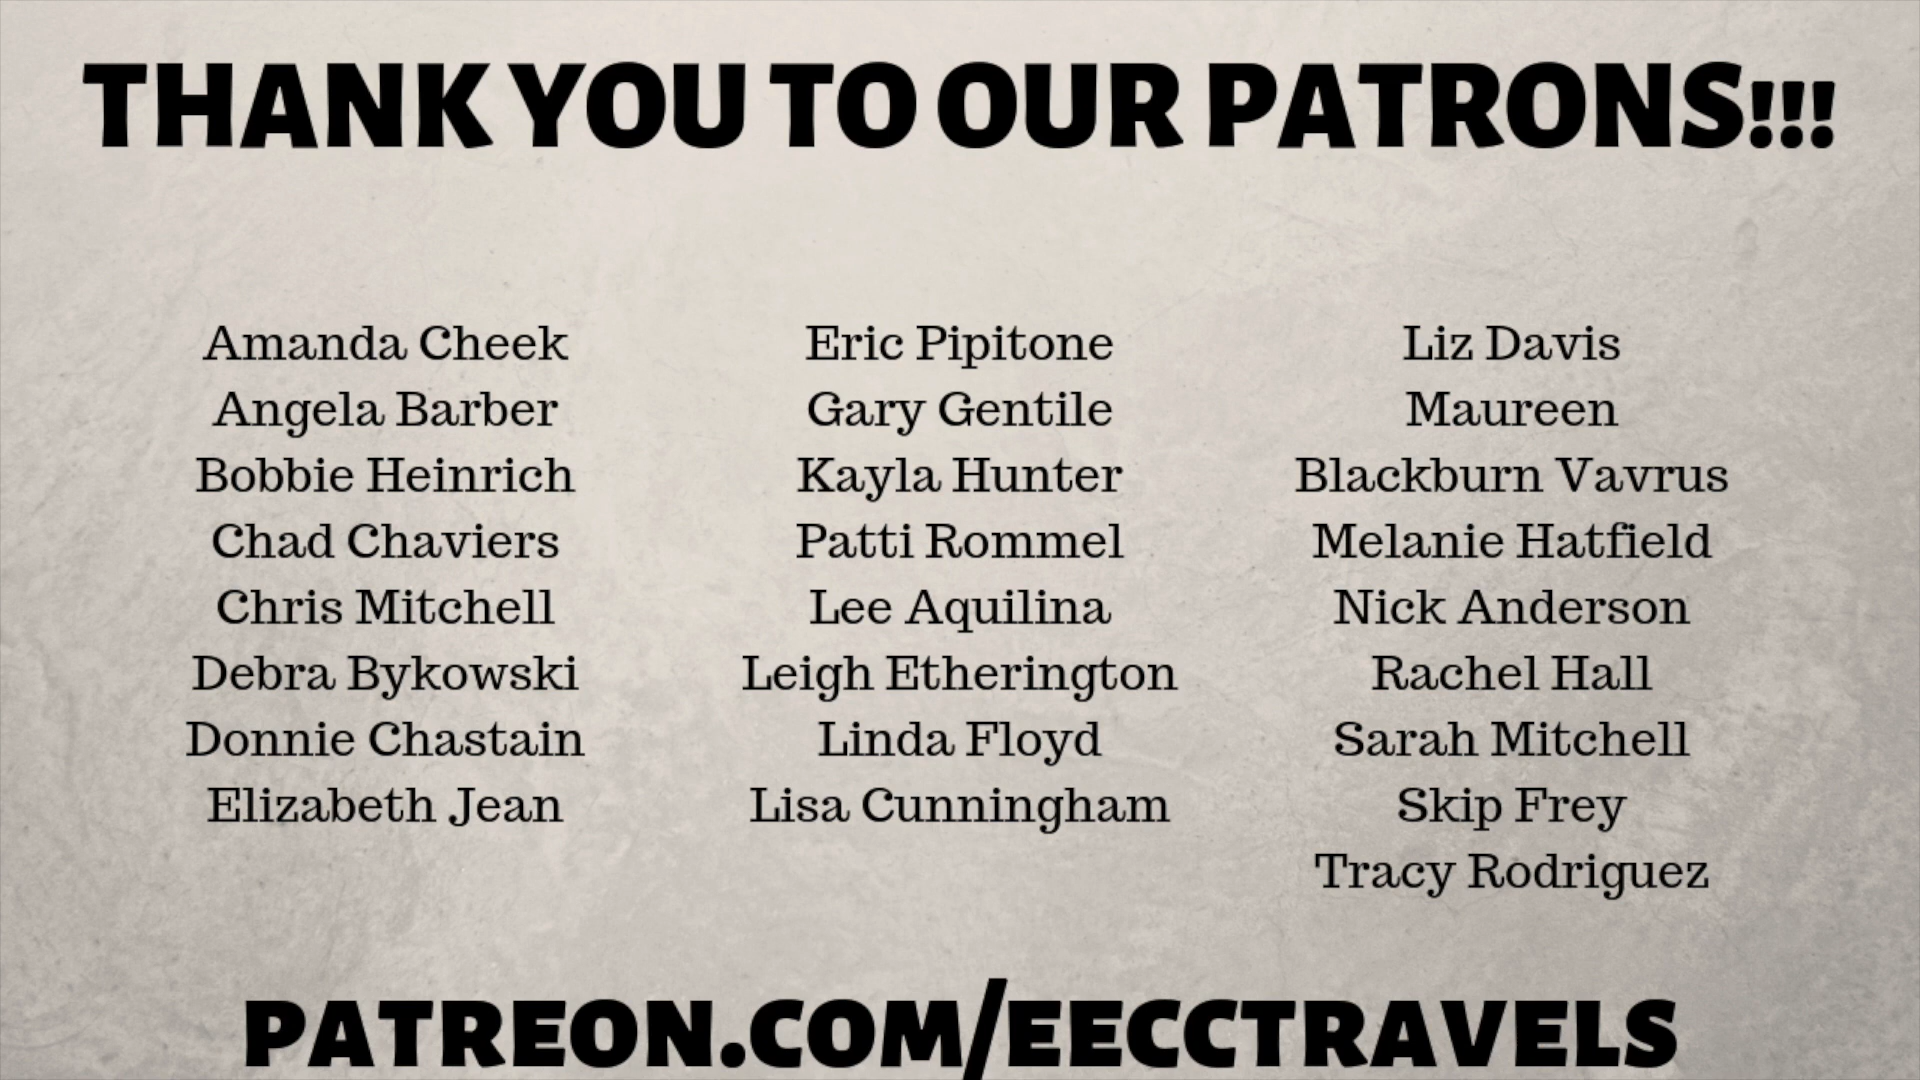 THANK YOU TO OUR PATRONS!!!
Amanda Cheek
Angela Barber
Bobbie Heinrich
Chad Chaviers
Chris Mitchell
Debra Bykowski
Donnie Chastain
Elizabeth Jean
Eric Pipitone
Gary Gentile
Kayla Hunter
Patti Rommel
Lee Aquilina
Leigh Etherington
Linda Floyd
Lisa Cunningham
Liz Davis
Maureen
Blackburn Vavrus
Melanie Hatfield
Nick Anderson
Rachel Hall
Sarah Mitchell
Skip Frey
Tracy Rodriguez
PATREON.COM/EECCTRAVELS